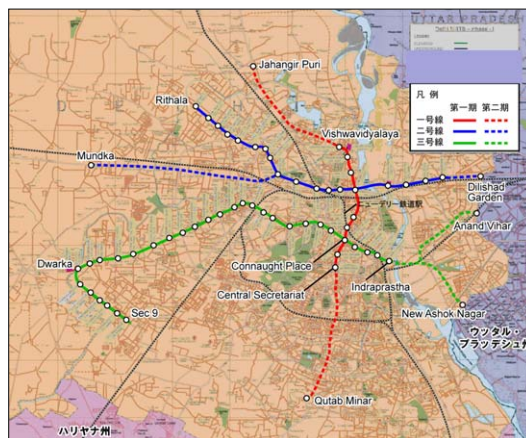 UTTAR PRADESH
Jahangir Puri
Rithala
Vishwavidyalaya
凡 例 第一期 第二期
一号線
二号線
三号線
Mundka
Dilishad
Garden
ニューデリー鉄道駅
Anand Vihar
Dwarka
Connaught Place
Central Secretariat
Indraprastha
Sec 9
New Ashok Nagar
ウッタル・
プラッデシュ州
Qutab Minar
ハリヤナ州